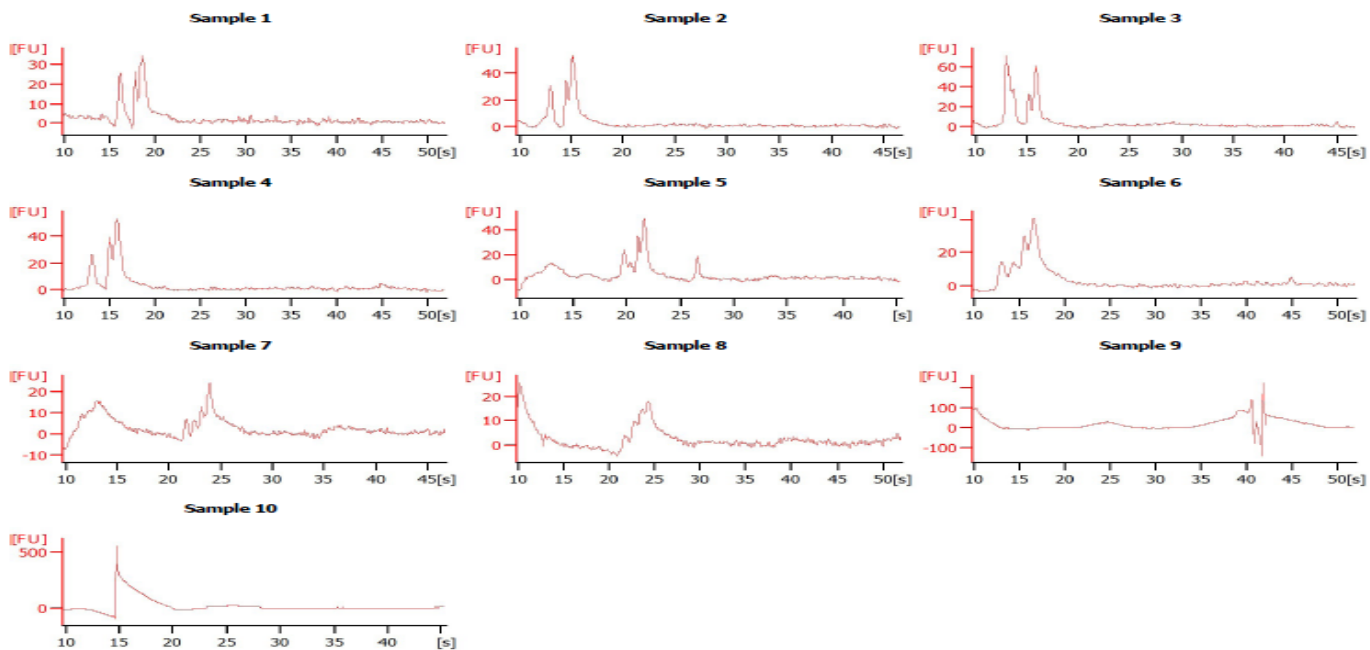 Sample 1
[FU]
30
20
10
0
10 15 20 25 30 35 40 45 50[s]
Sample 2
[FU]
40
20
0
10 15 20 25 30 35 40 45[s]
Sample 3
[FU]
60
40
20
0
10 15 20 25 30 35 40 45[s]
Sample 4
[FU]
40
20
0
10 15 20 25 30 35 40 45 50[s]
Sample 5
[FU]
40
20
0
10 15 20 25 30 35 40 [s]
Sample 6
[FU]
20
0
10 15 20 25 30 35 40 45 50[s]
Sample 7
[FU]
20
10
0
-10
10 15 20 25 30 35 40 45[s]
Sample 8
[FU]
20
10
0
10 15 20 25 30 35 40 45 50[s]
Sample 9
[FU]
100
0
-100
10 15 20 25 30 35 40 45 50[s]
Sample 10
[FU]
500
0
10 15 20 25 30 35 40 [s]